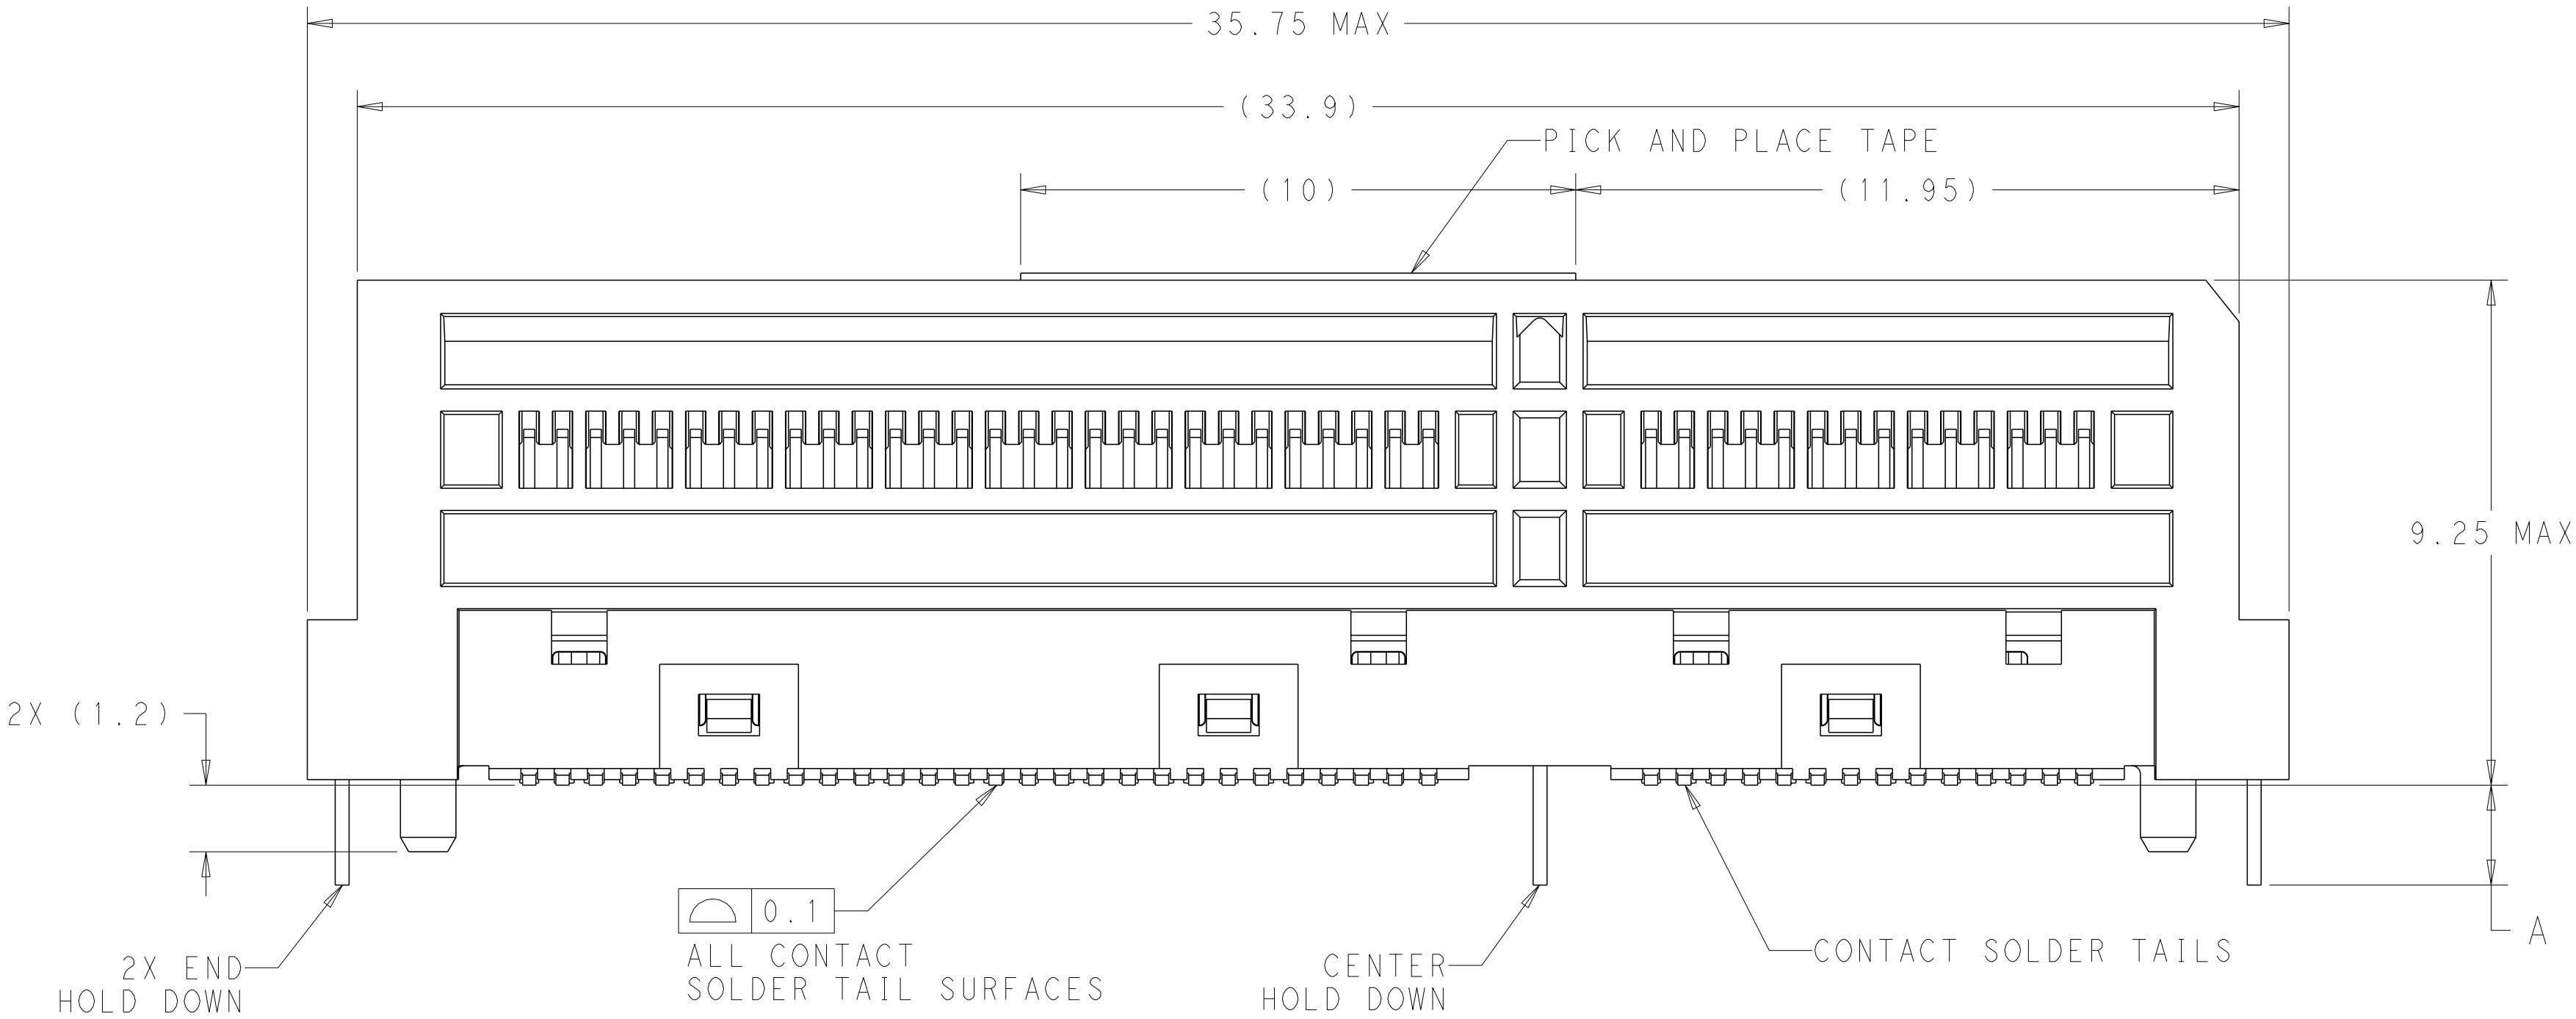 35.75 MAX
(33.9)
PICK AND PLACE TAPE
(10)
(11.95)
9.25 MAX
2X (1.2)
0.1
ALL CONTACT
SOLDER TAIL SURFACES
2X END
HOLD DOWN
CENTER
HOLD DOWN
CONTACT SOLDER TAILS
A